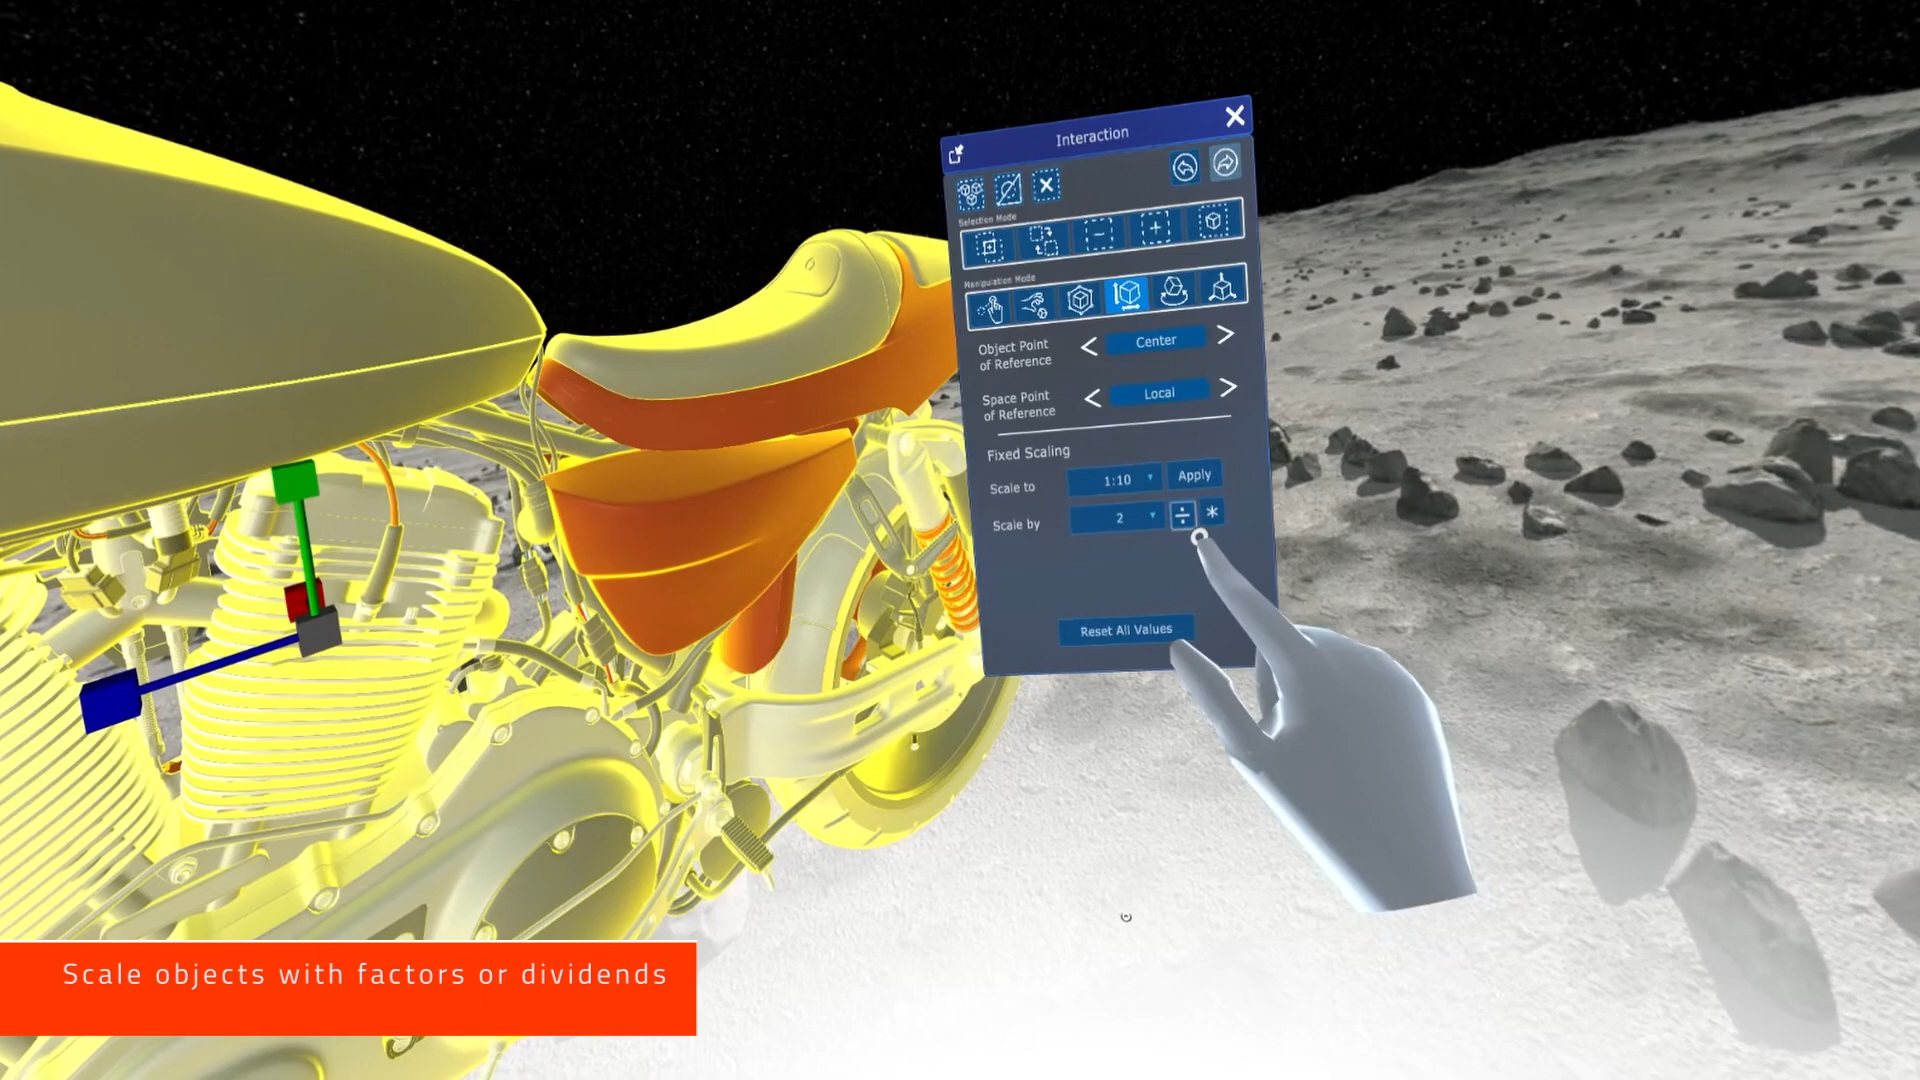 Interaction
Selection Mode
Manipulation Mode
Object Point
of Reference
< Center >
Space Point
of Reference
< Local >
Fixed Scaling
Scale to 1:10 Apply
Scale by 2 ÷ *
Reset All Values
Scale objects with factors or dividends